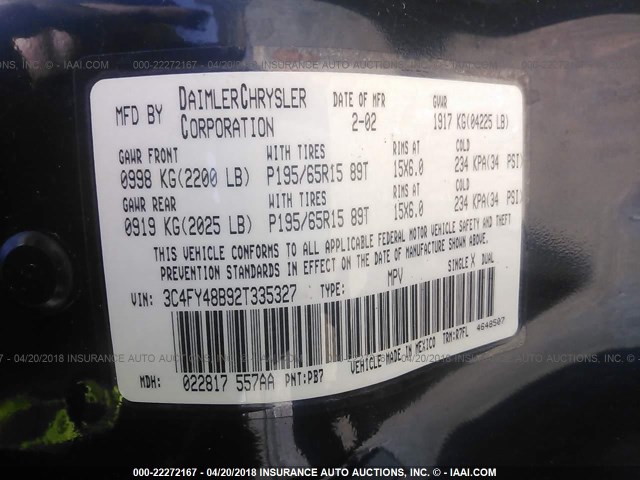 000-22272167 - 04/20/2018 INSURANCE AUTO AUCTIONS, INC. - © IAAI.COM
MFD BY DAIMLERCHRYSLER CORPORATION
DATE OF MFR 2-02
GVWR 1917 KG(04225 LB)
GAWR FRONT WITH TIRES RIMS AT COLD
0998 KG(2200 LB) P195/65R15 89T 15X6.0 234 KPA(34 PSI)
GAWR REAR WITH TIRES RIMS AT COLD
0919 KG(2025 LB) P195/65R15 89T 15X6.0 234 KPA(34 PSI)
THIS VEHICLE CONFORMS TO ALL APPLICABLE FEDERAL MOTOR VEHICLE SAFETY AND THEFT
PREVENTION STANDARDS IN EFFECT ON THE DATE OF MANUFACTURE SHOWN ABOVE.
VIN: 3C4FY48B92T335327 TYPE: MPV SINGLE X DUAL
MDH: 022817 557AA PNT:PB7 VEHICLE MADE IN MEXICO TRM:R7FL 4648507
000-22272167 - 04/20/2018 INSURANCE AUTO AUCTIONS, INC. - © IAAI.COM